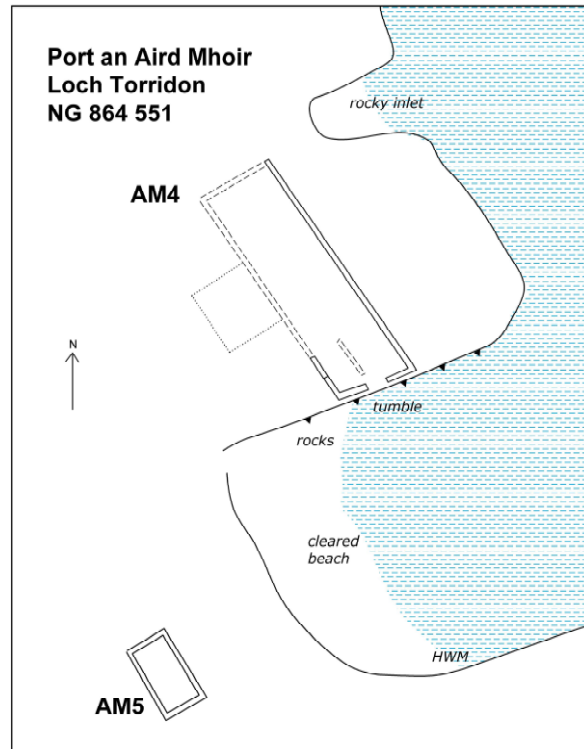 Port an Aird Mhoir
Loch Torridon
NG 864 551
rocky inlet
AM4
N
tumble
rocks
cleared
beach
HWM
AM5